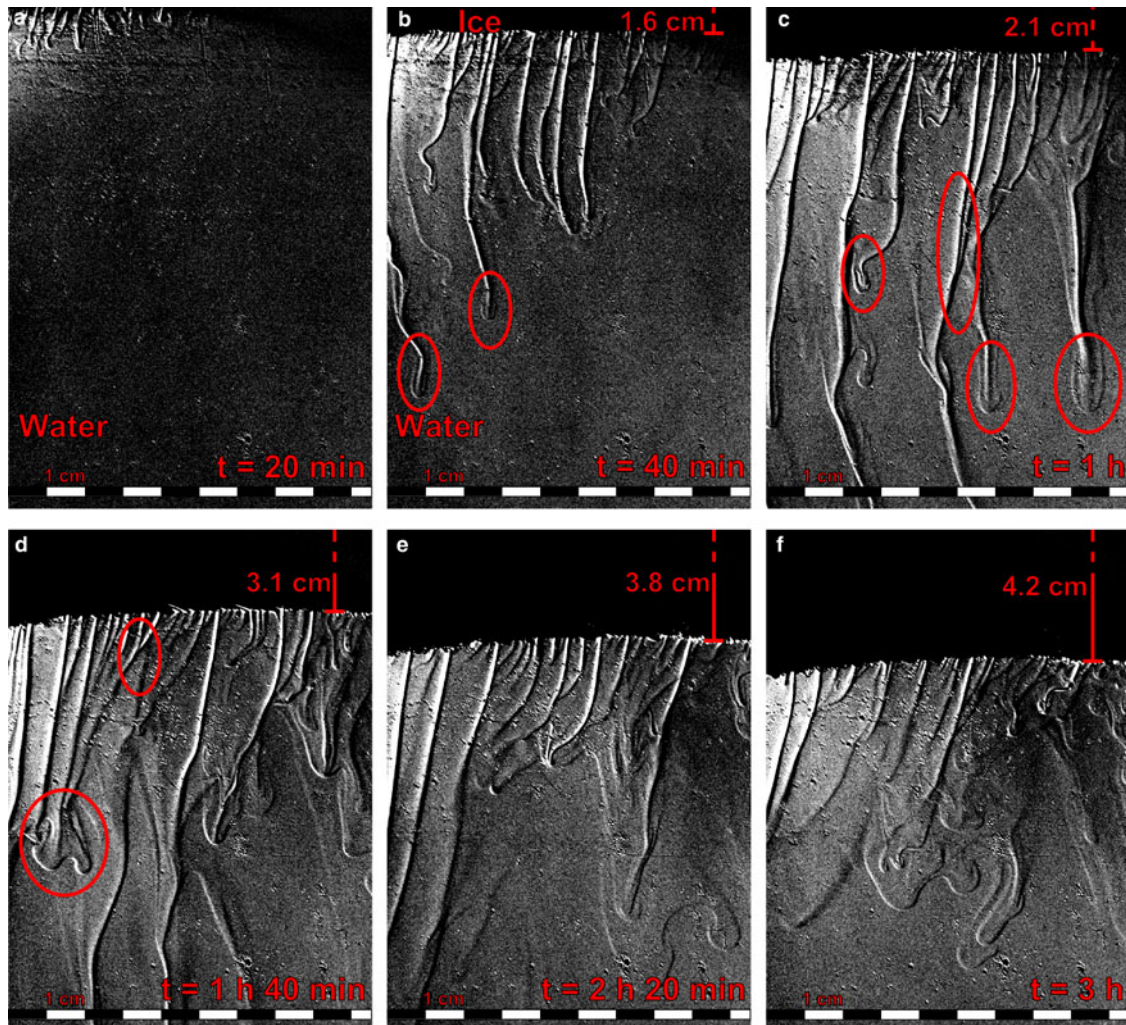 a
Water
1 cm
t = 20 min
b
Ice
1.6 cm
Water
1 cm
t = 40 min
c
2.1 cm
1 cm
t = 1 h
d
3.1 cm
1 cm
t = 1 h 40 min
e
3.8 cm
1 cm
t = 2 h 20 min
f
4.2 cm
1 cm
t = 3 h